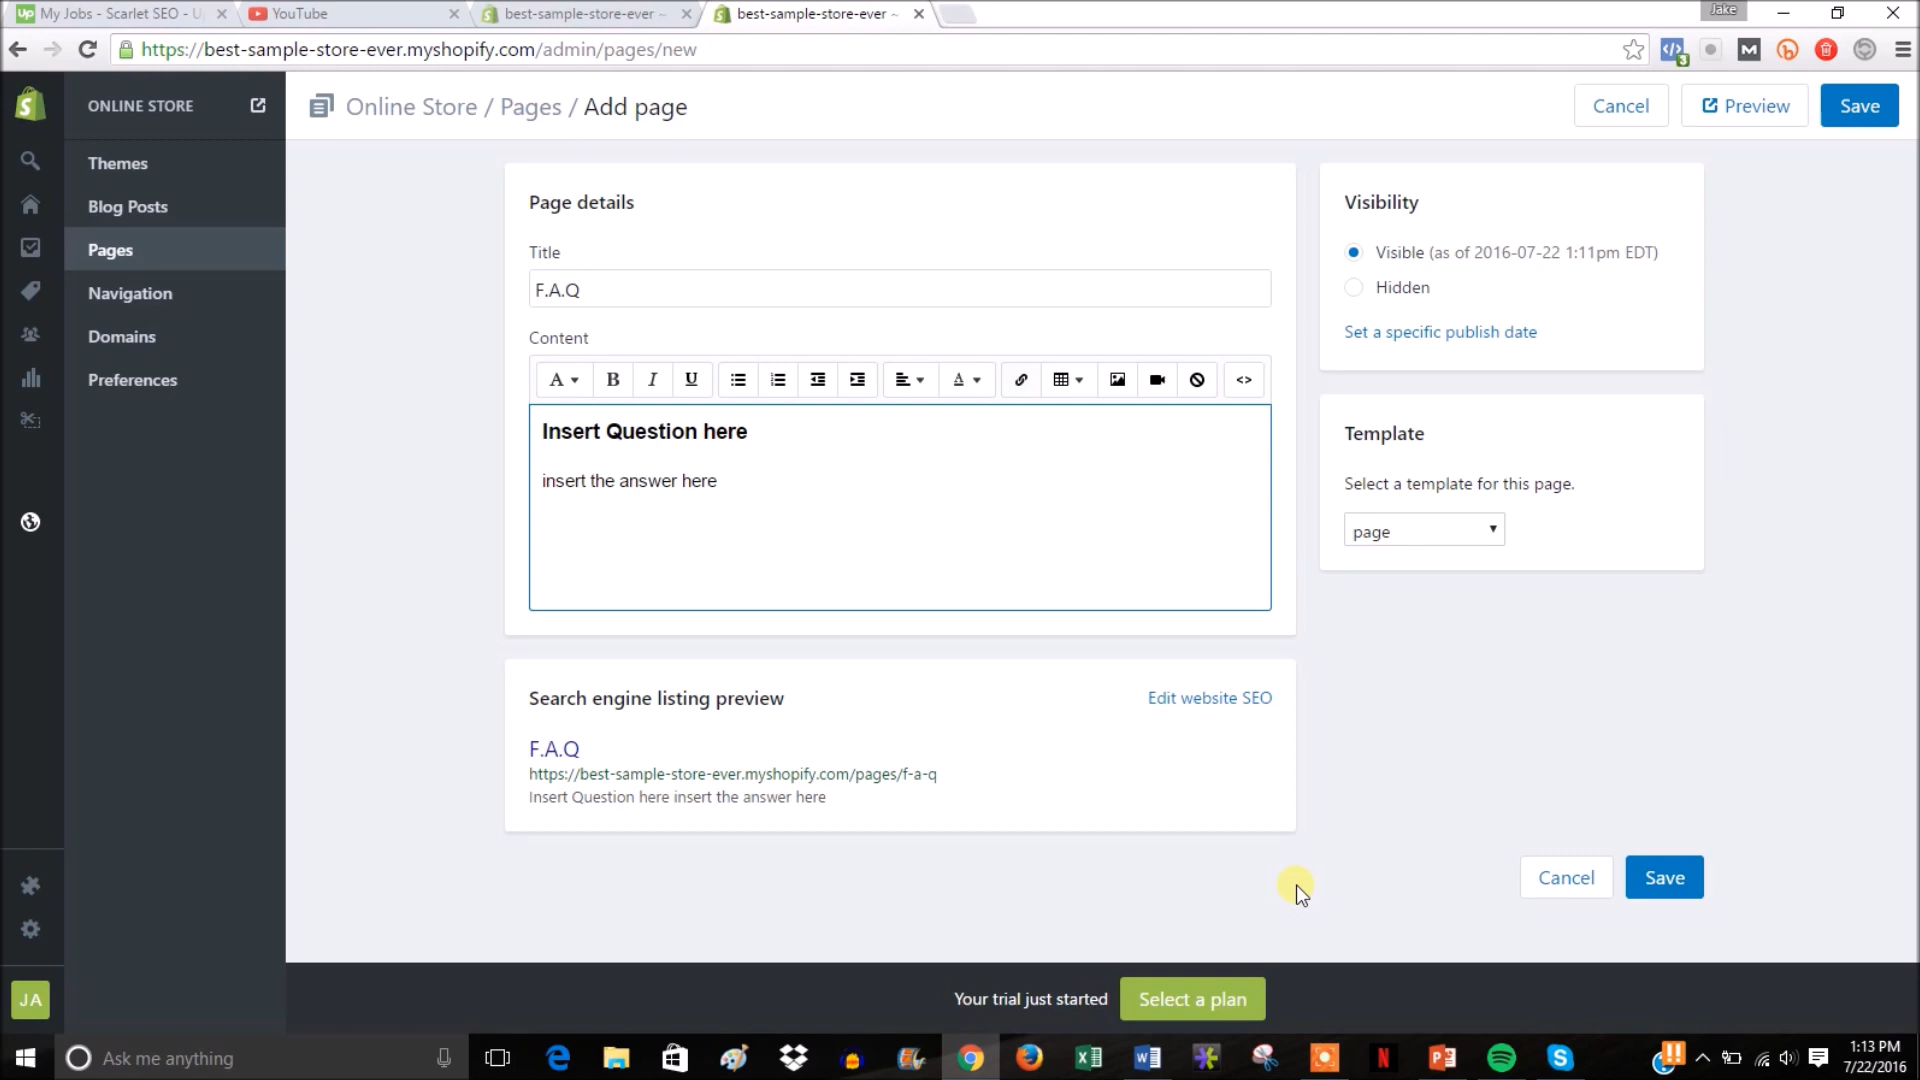 My Jobs - Scarlet SEO - U
YouTube
best-sample-store-ever ~
best-sample-store-ever ~
Jake
https://best-sample-store-ever.myshopify.com/admin/pages/new
3
M
ONLINE STORE
Online Store / Pages / Add page
Cancel
Preview
Save
Themes
Blog Posts
Pages
Navigation
Domains
Preferences
Page details
Title
F.A.Q
Content
A
B
I
U
A
<>
Insert Question here
insert the answer here
Visibility
Visible (as of 2016-07-22 1:11pm EDT)
Hidden
Set a specific publish date
Template
Select a template for this page.
page
Search engine listing preview
Edit website SEO
F.A.Q
https://best-sample-store-ever.myshopify.com/pages/f-a-q
Insert Question here insert the answer here
Cancel
Save
JA
Your trial just started
Select a plan
Ask me anything
1:13 PM
7/22/2016